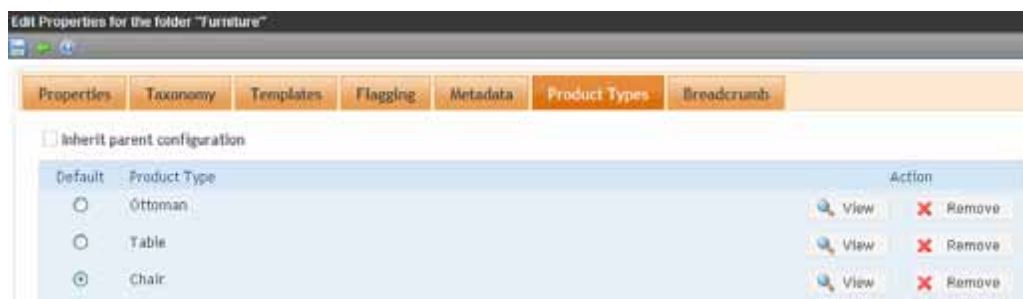 Edit Properties for the folder "Furniture"
Properties Taxonomy Templates Flagging Metadata Product Types Breadcrumb
Inherit parent configuration
Default Product Type Action
Ottoman View Remove
Table View Remove
Chair View Remove